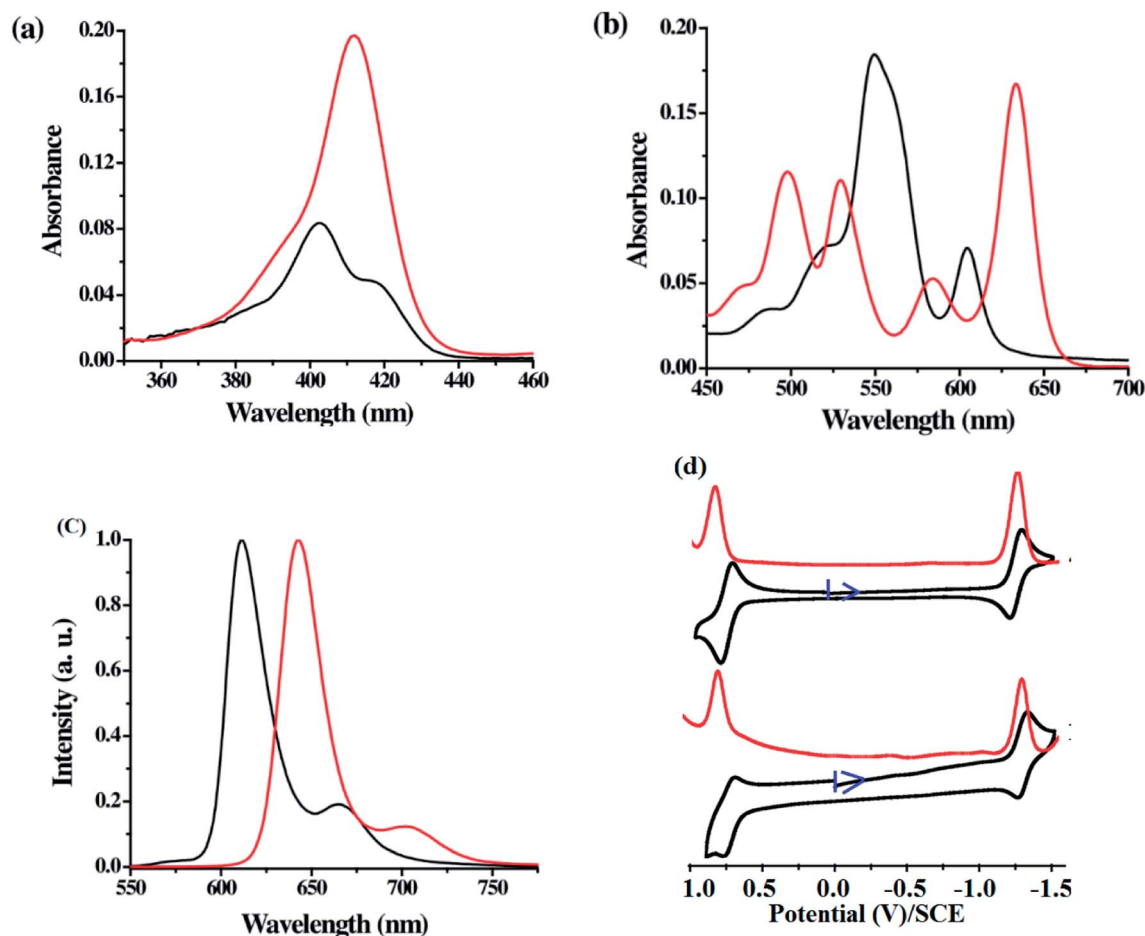 (a)
0.20
0.16
0.12
0.08
0.04
0.00
Absorbance
360 380 400 420 440 460
Wavelength (nm)
(b)
0.20
0.15
0.10
0.05
0.00
Absorbance
450 500 550 600 650 700
Wavelength (nm)
(C)
1.0
0.8
0.6
0.4
0.2
0.0
Intensity (a. u.)
550 600 650 700 750
Wavelength (nm)
(d)
1.0 0.5 0.0 -0.5 -1.0 -1.5
Potential (V)/SCE